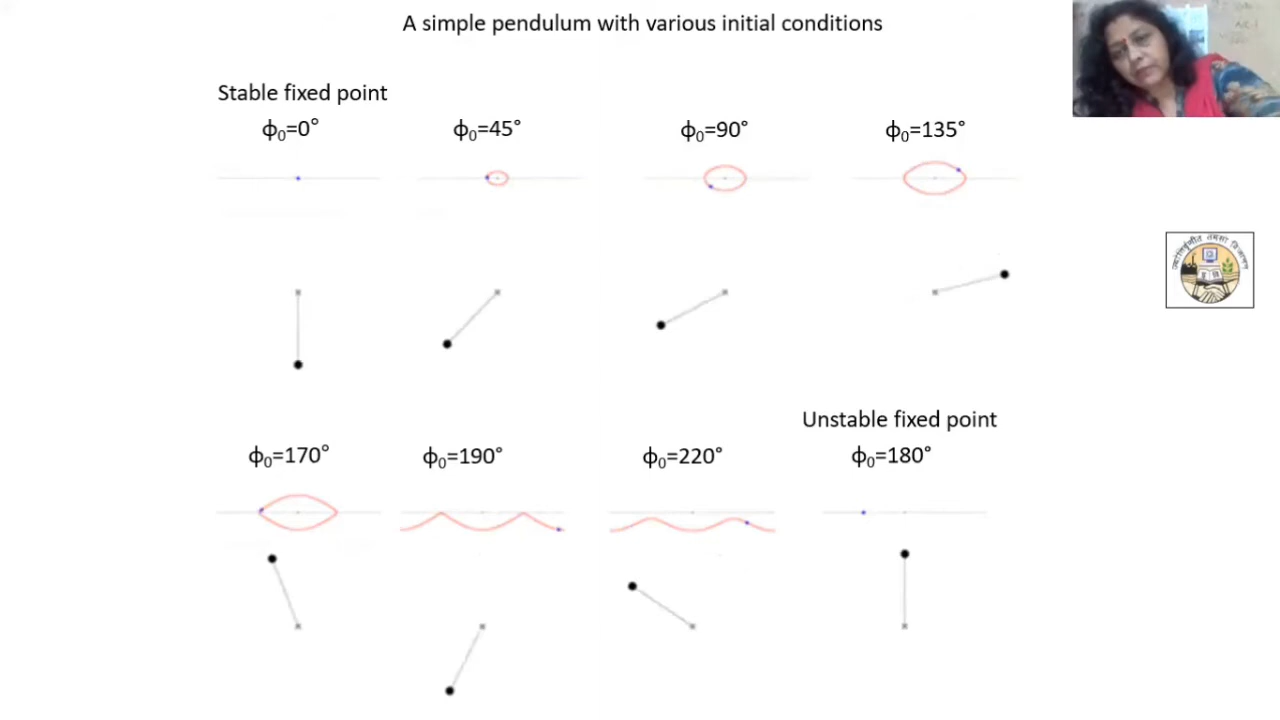 A simple pendulum with various initial conditions
Stable fixed point
ϕ₀=0° ϕ₀=45° ϕ₀=90° ϕ₀=135°
Unstable fixed point
ϕ₀=170° ϕ₀=190° ϕ₀=220° ϕ₀=180°